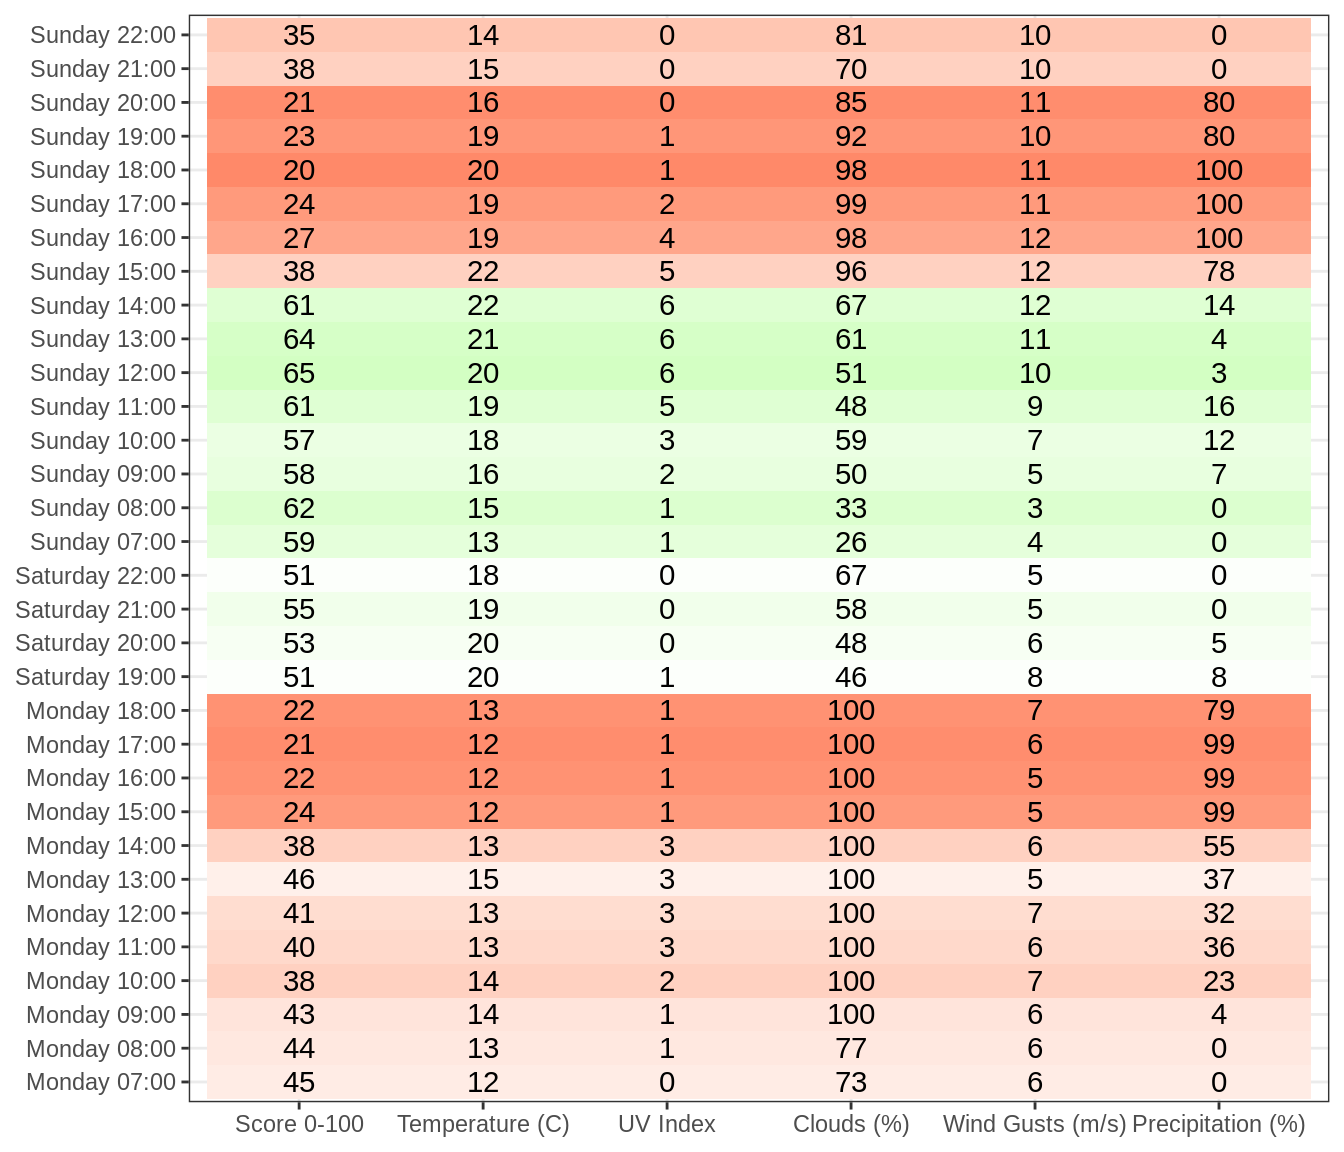 Sunday 22:00 35 14 0 81 10 0
Sunday 21:00 38 15 0 70 10 0
Sunday 20:00 21 16 0 85 11 80
Sunday 19:00 23 19 1 92 10 80
Sunday 18:00 20 20 1 98 11 100
Sunday 17:00 24 19 2 99 11 100
Sunday 16:00 27 19 4 98 12 100
Sunday 15:00 38 22 5 96 12 78
Sunday 14:00 61 22 6 67 12 14
Sunday 13:00 64 21 6 61 11 4
Sunday 12:00 65 20 6 51 10 3
Sunday 11:00 61 19 5 48 9 16
Sunday 10:00 57 18 3 59 7 12
Sunday 09:00 58 16 2 50 5 7
Sunday 08:00 62 15 1 33 3 0
Sunday 07:00 59 13 1 26 4 0
Saturday 22:00 51 18 0 67 5 0
Saturday 21:00 55 19 0 58 5 0
Saturday 20:00 53 20 0 48 6 5
Saturday 19:00 51 20 1 46 8 8
Monday 18:00 22 13 1 100 7 79
Monday 17:00 21 12 1 100 6 99
Monday 16:00 22 12 1 100 5 99
Monday 15:00 24 12 1 100 5 99
Monday 14:00 38 13 3 100 6 55
Monday 13:00 46 15 3 100 5 37
Monday 12:00 41 13 3 100 7 32
Monday 11:00 40 13 3 100 6 36
Monday 10:00 38 14 2 100 7 23
Monday 09:00 43 14 1 100 6 4
Monday 08:00 44 13 1 77 6 0
Monday 07:00 45 12 0 73 6 0
Score 0-100 Temperature (C) UV Index Clouds (%) Wind Gusts (m/s) Precipitation (%)